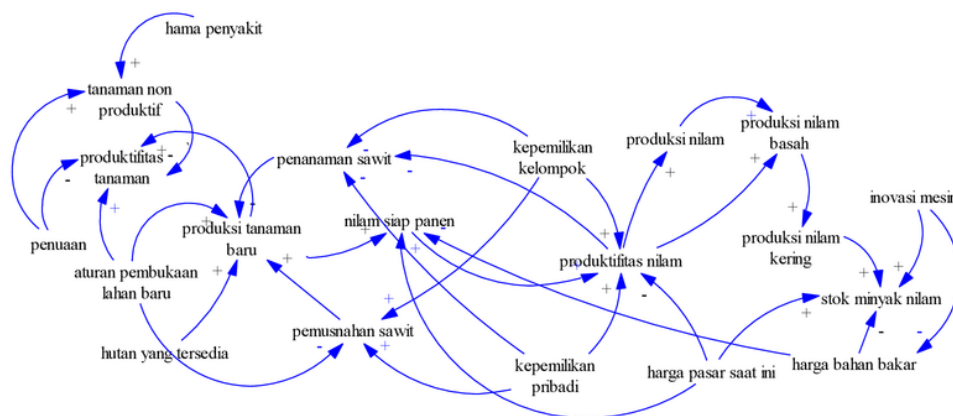 hama penyakit
tanaman non
produktif
produktifitas
tanaman
penuaan
aturan pembukaan
lahan baru
hutan yang tersedia
produksi tanaman
baru
penanaman sawit
nilam siap panen
pemusnahan sawit
kepemilikan
kelompok
kepemilikan
pribadi
produksi nilam
produksi nilam
basah
produktifitas nilam
produksi nilam
kering
inovasi mesin
stok minyak nilam
harga pasar saat ini
harga bahan bakar